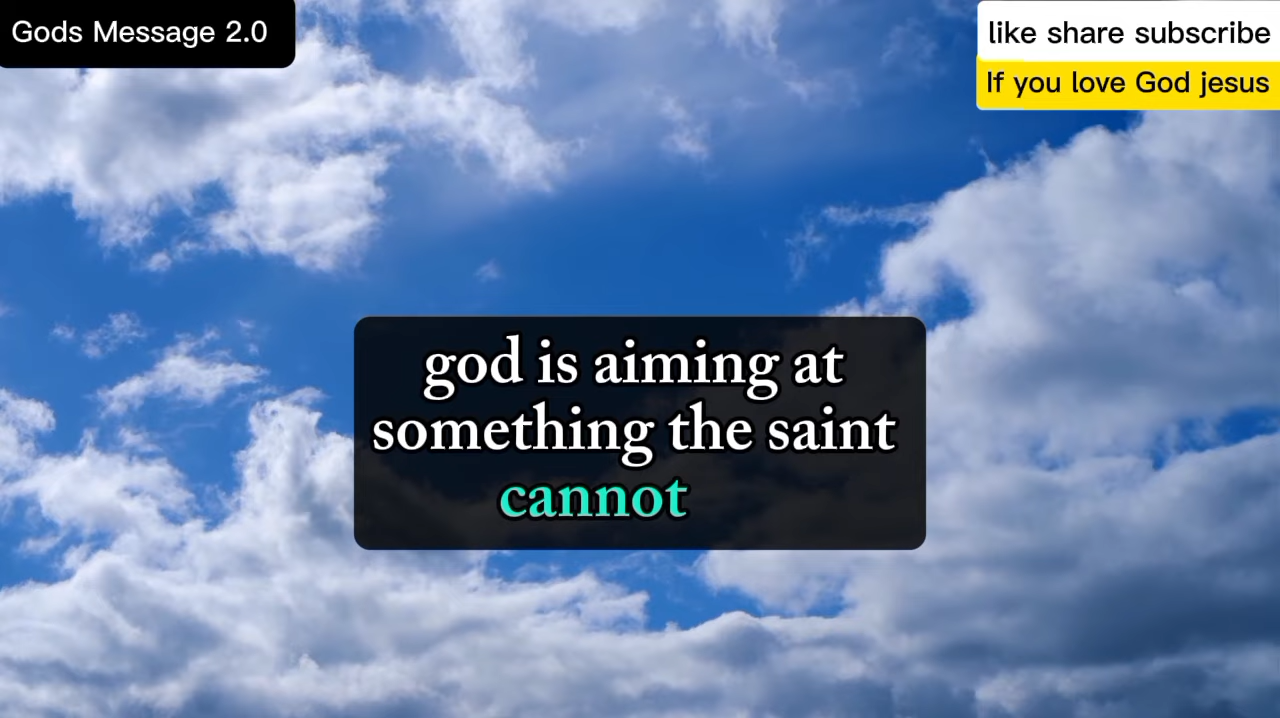 Gods Message 2.0
like share subscribe
If you love God jesus
god is aiming at
something the saint
cannot